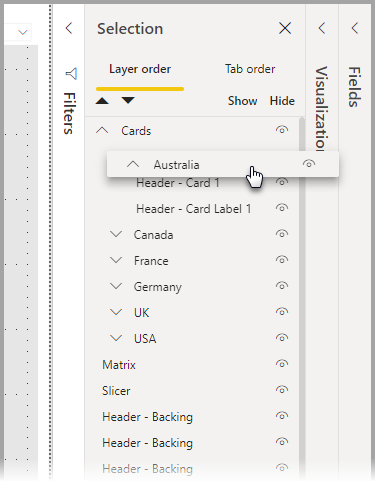 Selection
Layer order Tab order
Show Hide
Cards
Australia
Header - Card 1
Header - Card Label 1
Canada
France
Germany
UK
USA
Matrix
Slicer
Header - Backing
Header - Backing
Header - Backing
Filters
Visualization
Fields